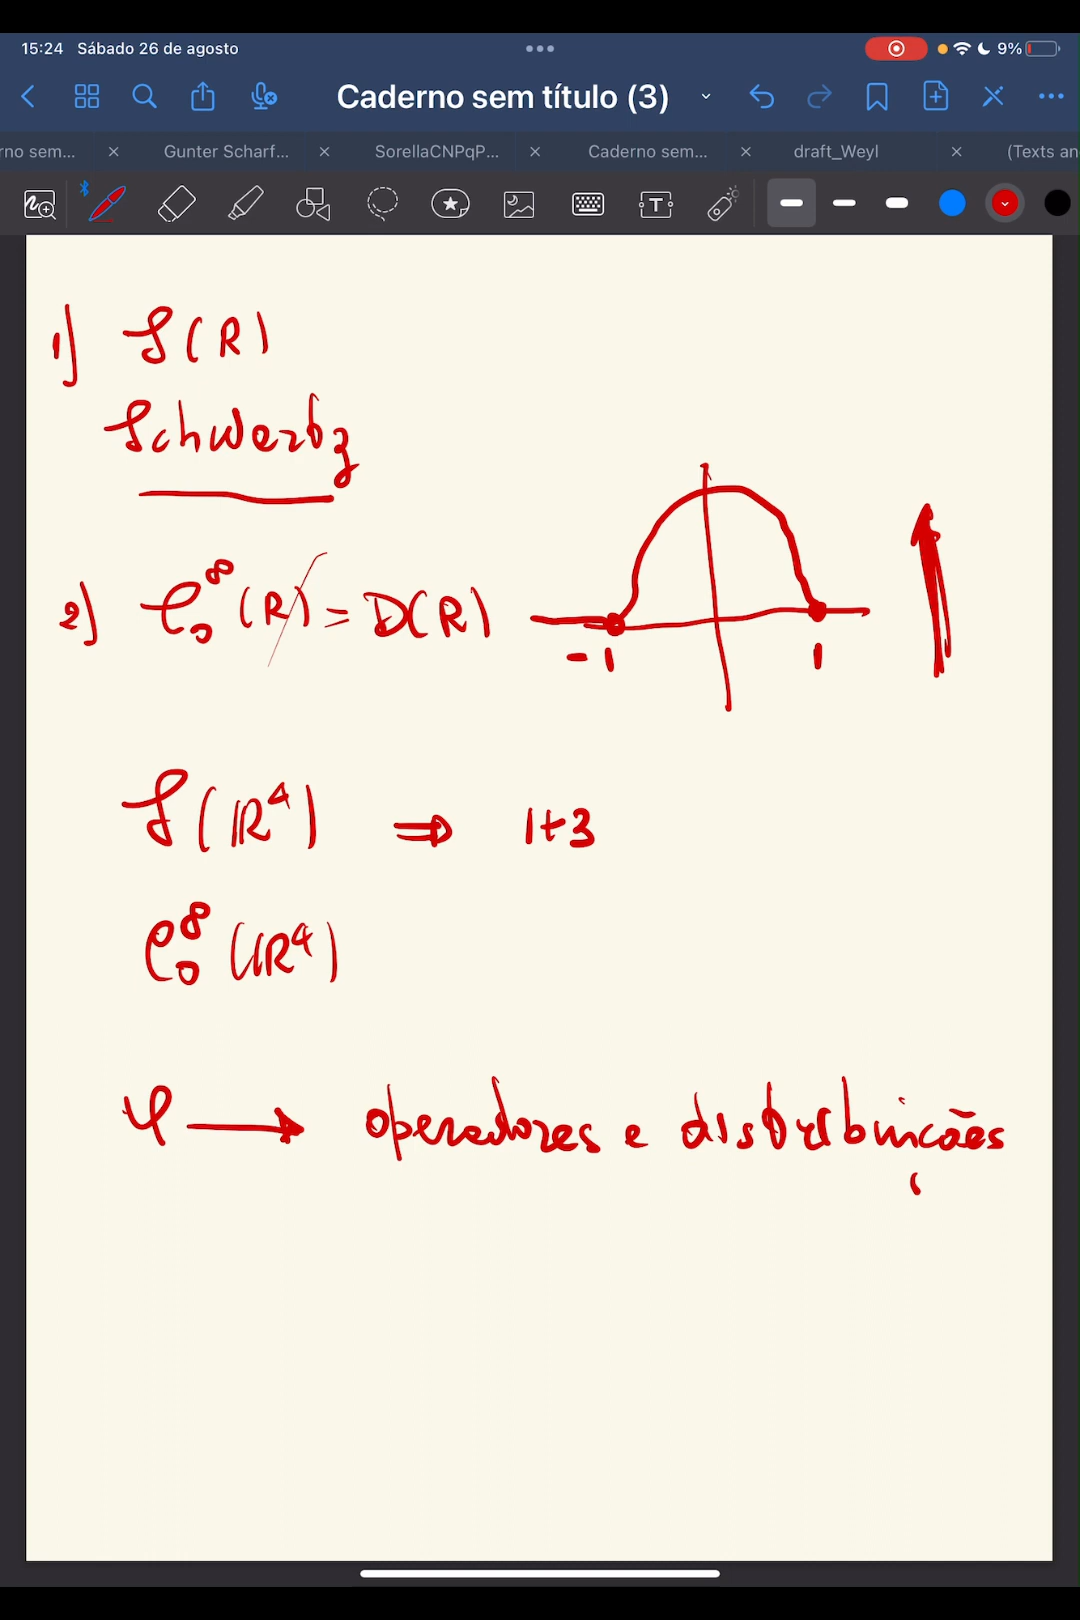 15:24 Sábado 26 de agosto
9%
Caderno sem título (3)
rno sem... Gunter Scharf... SorellaCNPqP... Caderno sem... draft_Weyl (Texts an
T
1) 𝒮(R)
Schwartz
2) C₀^∞(R) = D(R)
-1 1
𝒮(ℝ⁴) ⇒ 1+3
C₀^∞(ℝ⁴)
φ → operadores e distribuições